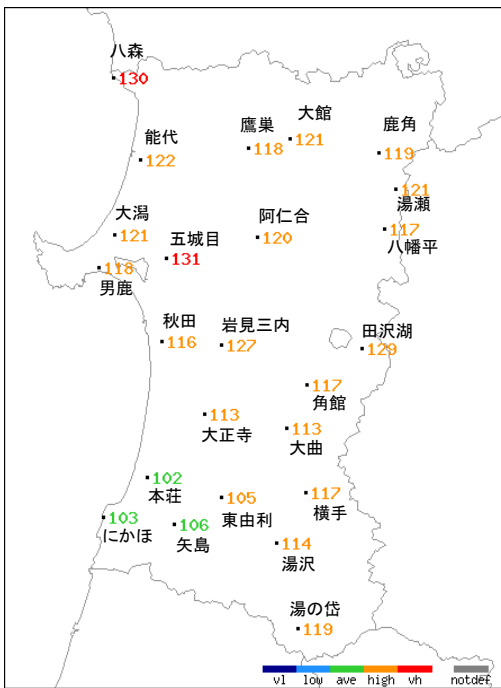 八森
130
能代
122
鷹巣
118
大館
121
鹿角
119
121
湯瀬
117
八幡平
大潟
121
五城目
131
阿仁合
120
118
男鹿
秋田
116
岩見三内
127
田沢湖
129
117
角館
113
大正寺
113
大曲
102
本荘
103
にかほ
106
矢島
105
東由利
117
横手
114
湯沢
湯の岱
119
vl low ave high vh notdef